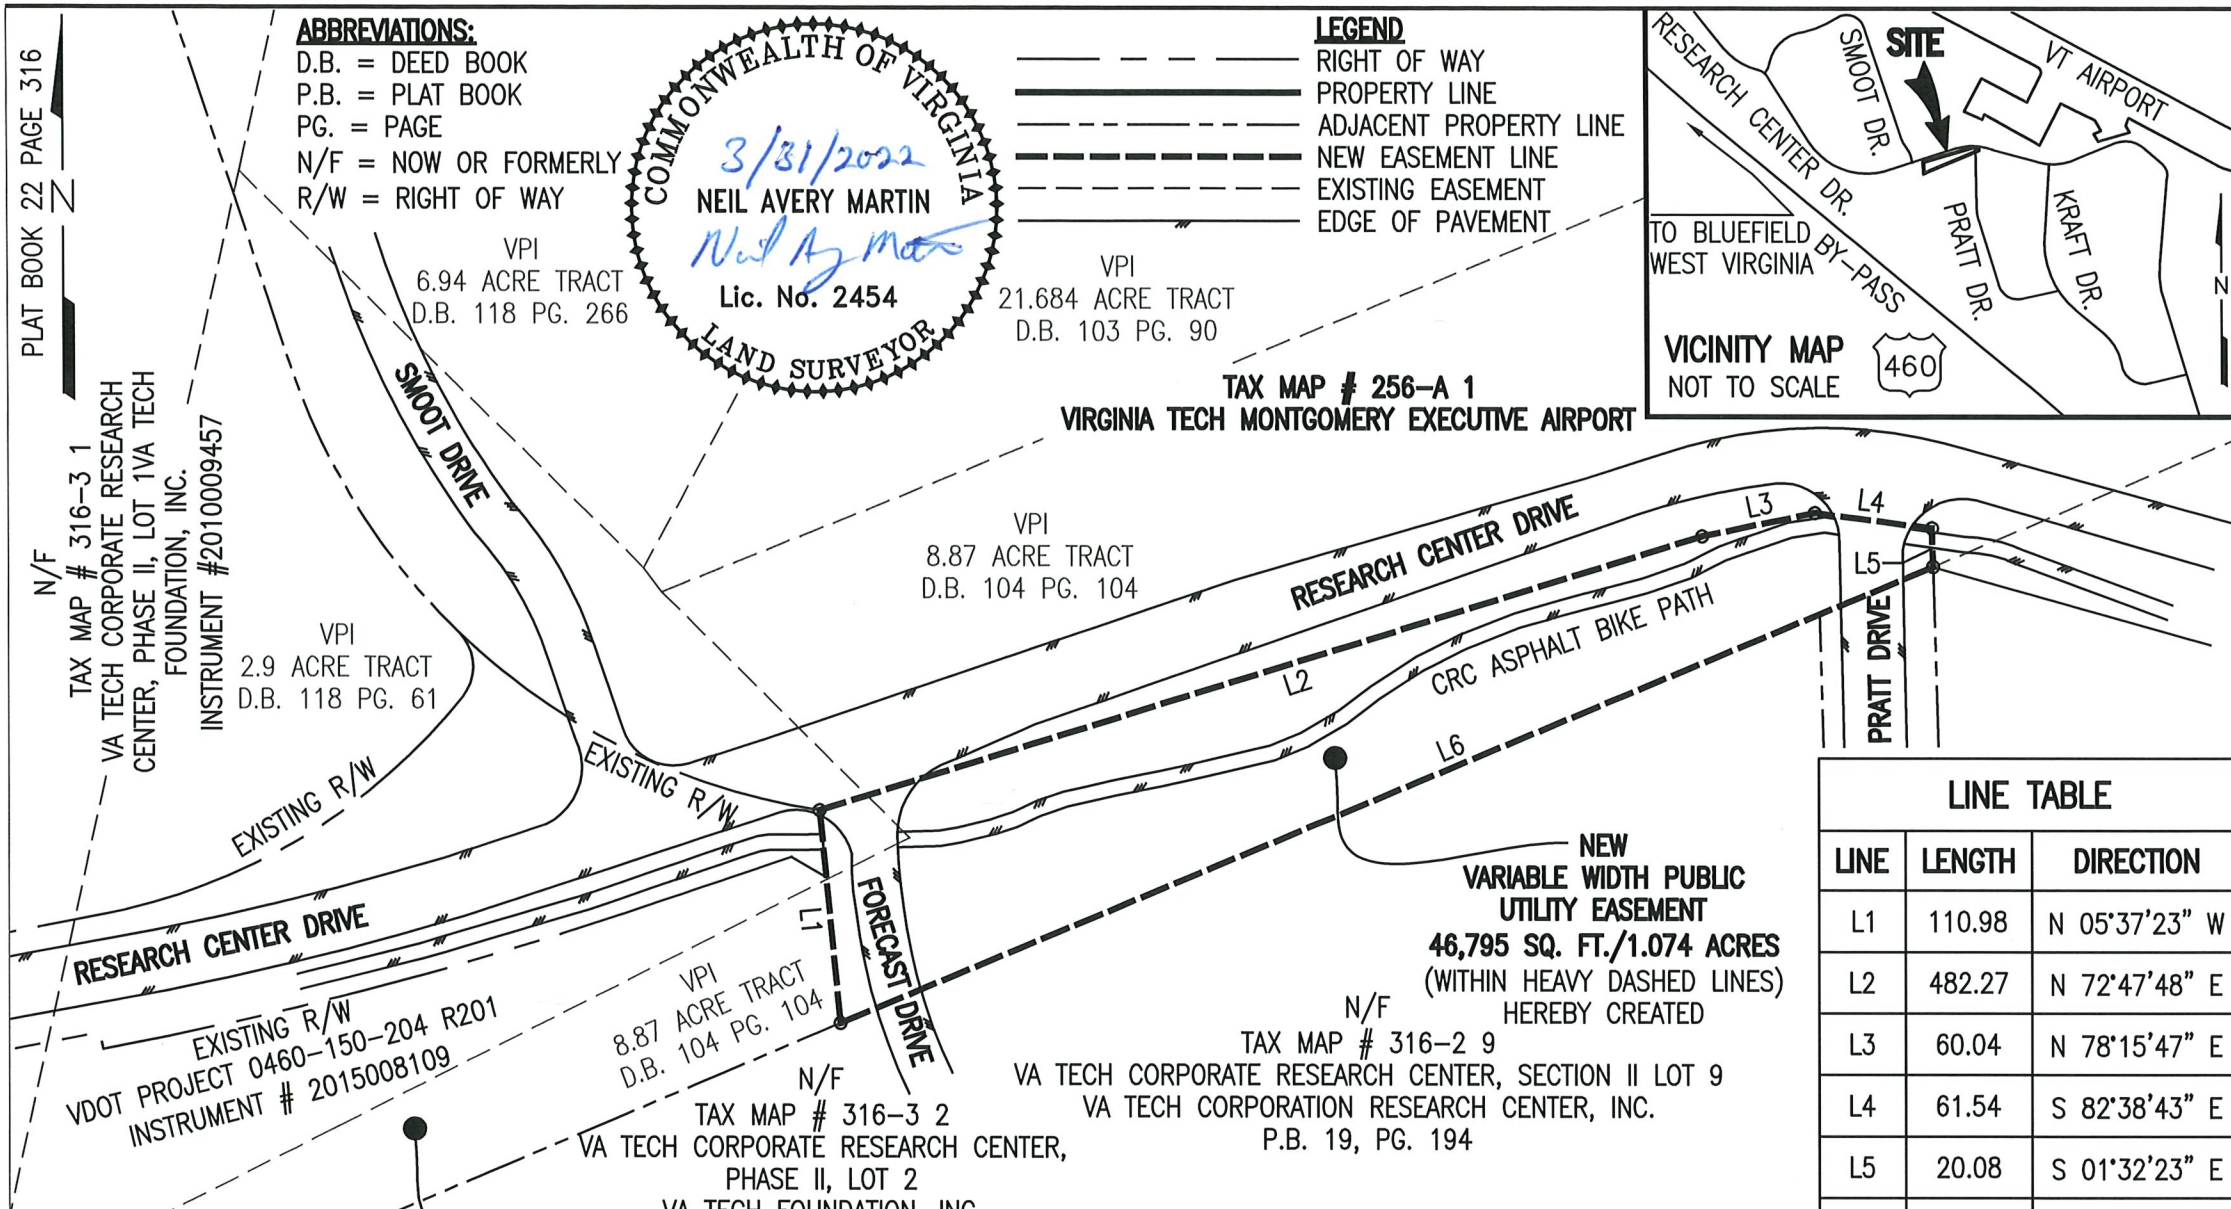 PLAT BOOK 22 PAGE 316
N
ABBREVIATIONS:
D.B. = DEED BOOK
P.B. = PLAT BOOK
PG. = PAGE
N/F = NOW OR FORMERLY
R/W = RIGHT OF WAY
COMMONWEALTH OF VIRGINIA
3/31/2022
NEIL AVERY MARTIN
Lic. No. 2454
LAND SURVEYOR
LEGEND
RIGHT OF WAY
PROPERTY LINE
ADJACENT PROPERTY LINE
NEW EASEMENT LINE
EXISTING EASEMENT
EDGE OF PAVEMENT
RESEARCH CENTER DR.
SMOOT DR.
SITE
VT AIRPORT
PRATT DR.
KRAFT DR.
TO BLUEFIELD
WEST VIRGINIA
BY-PASS
N
VICINITY MAP
NOT TO SCALE
460
VPI
6.94 ACRE TRACT
D.B. 118 PG. 266
VPI
21.684 ACRE TRACT
D.B. 103 PG. 90
TAX MAP # 256-A 1
VIRGINIA TECH MONTGOMERY EXECUTIVE AIRPORT
N/F
TAX MAP # 316-3 1
VA TECH CORPORATE RESEARCH
CENTER, PHASE II, LOT 1VA TECH
FOUNDATION, INC.
INSTRUMENT #2010009457
SMOOT DRIVE
VPI
2.9 ACRE TRACT
D.B. 118 PG. 61
VPI
8.87 ACRE TRACT
D.B. 104 PG. 104
RESEARCH CENTER DRIVE
L3
L4
L5
L2
CRC ASPHALT BIKE PATH
L6
PRATT DRIVE
EXISTING R/W
EXISTING R/W
RESEARCH CENTER DRIVE
L1
FORECAST DRIVE
EXISTING R/W
VDOT PROJECT 0460-150-204 R201
INSTRUMENT # 2015008109
VPI
8.87 ACRE TRACT
D.B. 104 PG. 104
NEW
VARIABLE WIDTH PUBLIC
UTILITY EASEMENT
46,795 SQ. FT./1.074 ACRES
(WITHIN HEAVY DASHED LINES)
HEREBY CREATED
N/F
TAX MAP # 316-2 9
VA TECH CORPORATE RESEARCH CENTER, SECTION II LOT 9
VA TECH CORPORATION RESEARCH CENTER, INC.
P.B. 19, PG. 194
N/F
TAX MAP # 316-3 2
VA TECH CORPORATE RESEARCH CENTER,
PHASE II, LOT 2
VA TECH FOUNDATION, INC.
LINE TABLE
LINE LENGTH DIRECTION
L1 110.98 N 05°37'23" W
L2 482.27 N 72°47'48" E
L3 60.04 N 78°15'47" E
L4 61.54 S 82°38'43" E
L5 20.08 S 01°32'23" E